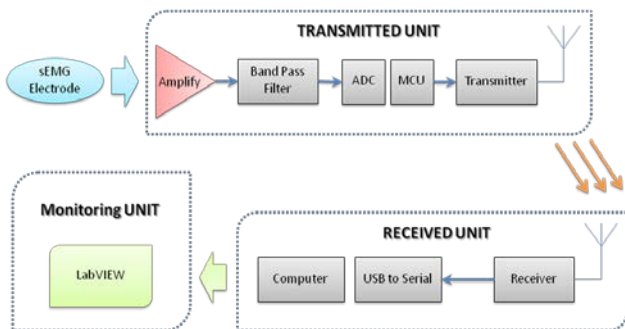 TRANSMITTED UNIT
sEMG
Electrode
Amplify
Band Pass
Filter
ADC
MCU
Transmitter
Monitoring UNIT
LabVIEW
RECEIVED UNIT
Computer
USB to Serial
Receiver